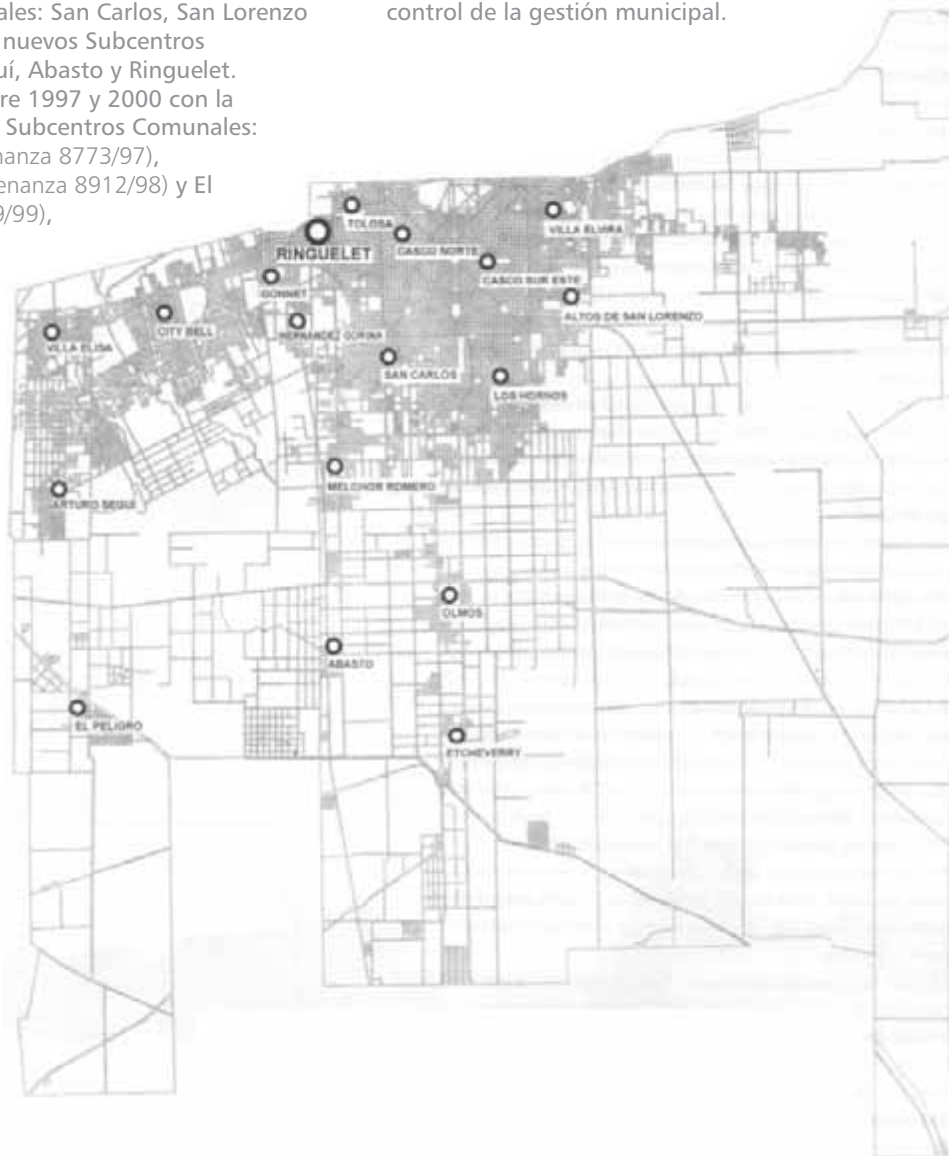 ales: San Carlos, San Lorenzo
nuevos Subcentros
uí, Abasto y Ringuelet.
re 1997 y 2000 con la
Subcentros Comunales:
nanza 8773/97),
enanza 8912/98) y El
9/99),
control de la gestión municipal.
TOLOSA
VILLA ELVIRA
RINGUELET
CASCO NORTE
CASCO SUR ESTE
GONNET
ALTOS DE SAN LORENZO
CITY BELL
HERNANDEZ GORINA
VILLA ELISA
SAN CARLOS
LOS HORNOS
MELCHOR ROMERO
ARTURO SEGUI
OLMOS
ABASTO
EL PELIGRO
ETCHEVERRY